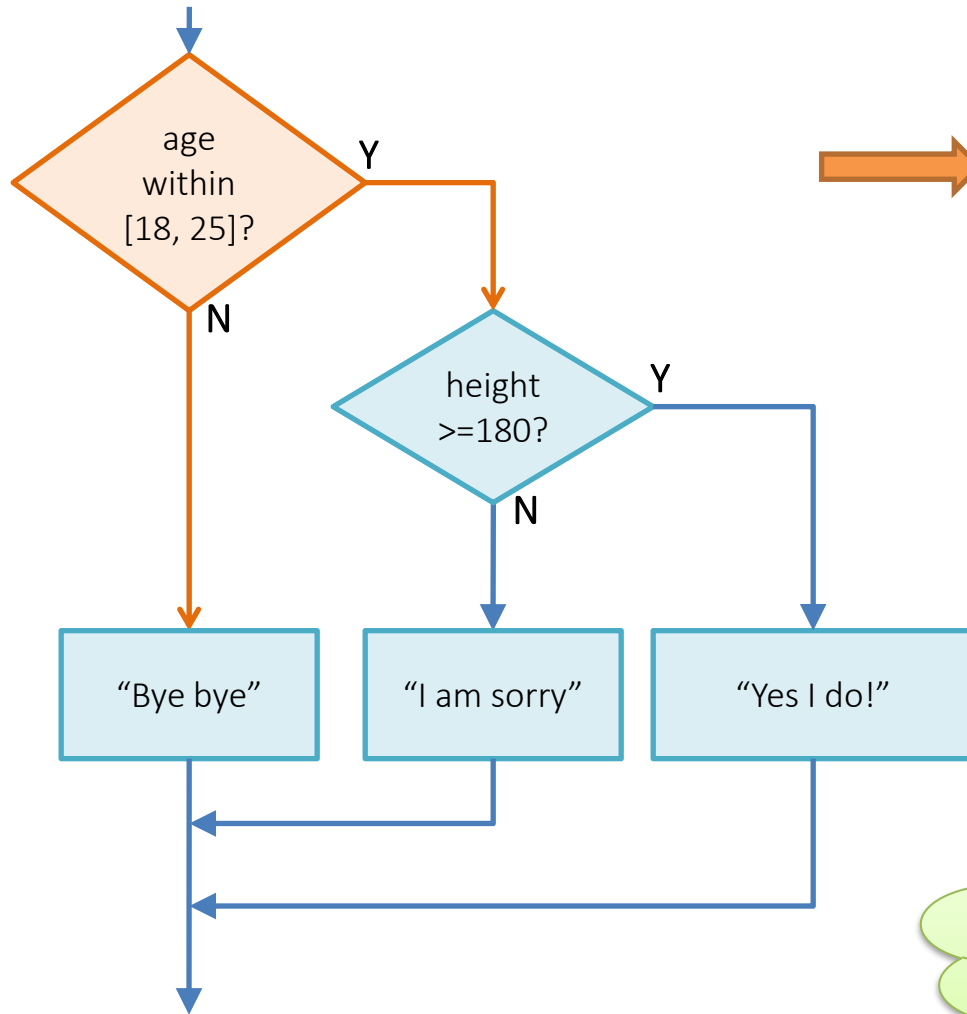 age
within
[18, 25]?
Y
N
height
>=180?
Y
N
“Bye bye”
“I am sorry”
“Yes I do!”